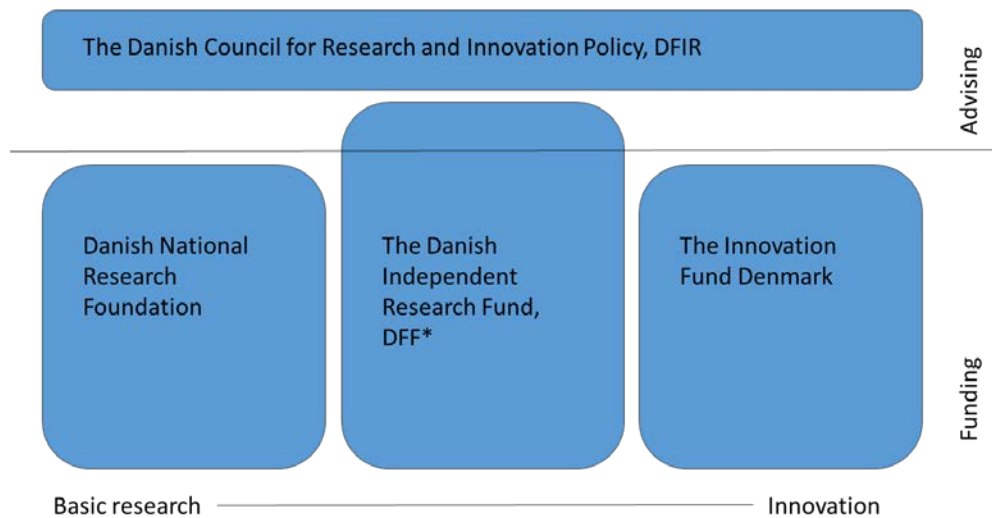 The Danish Council for Research and Innovation Policy, DFIR
Advising
Danish National
Research
Foundation
The Danish
Independent
Research Fund,
DFF*
The Innovation
Fund Denmark
Funding
Basic research
Innovation